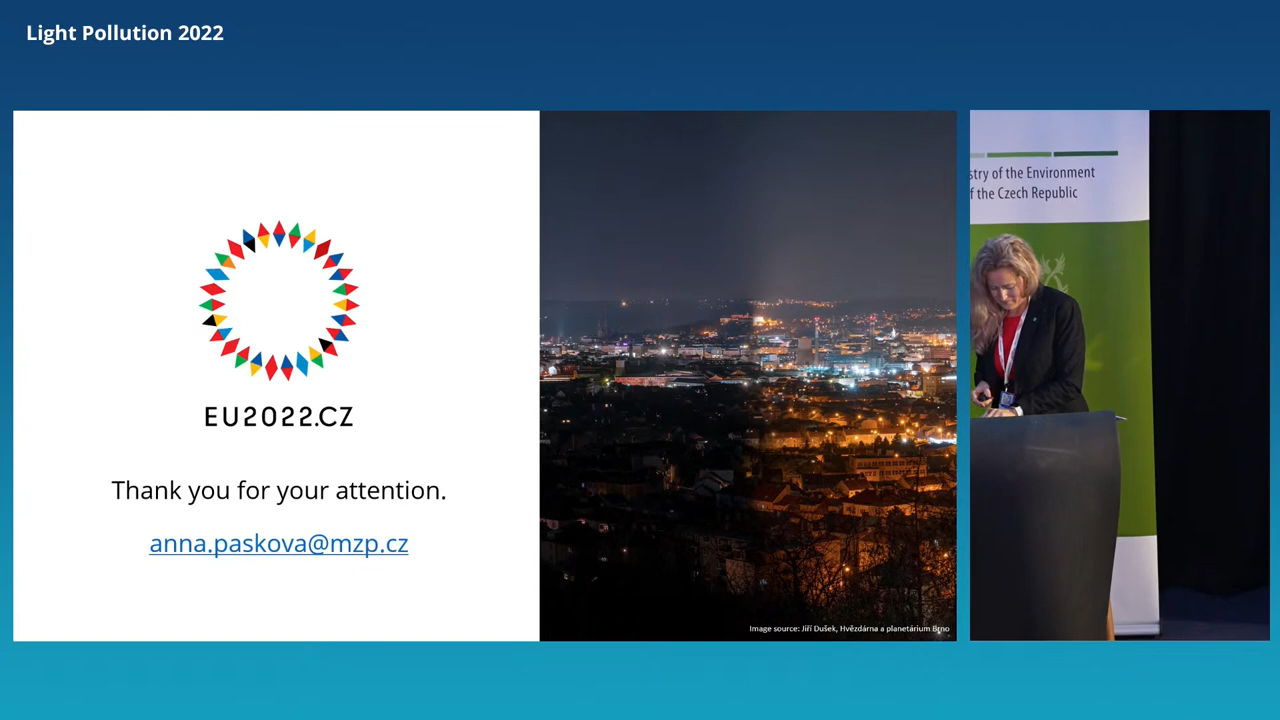 Light Pollution 2022
EU2022.CZ
Thank you for your attention.
anna.paskova@mzp.cz
Image source: Jiří Dušek, Hvězdárna a planetárium Brno
stry of the Environment
f the Czech Republic